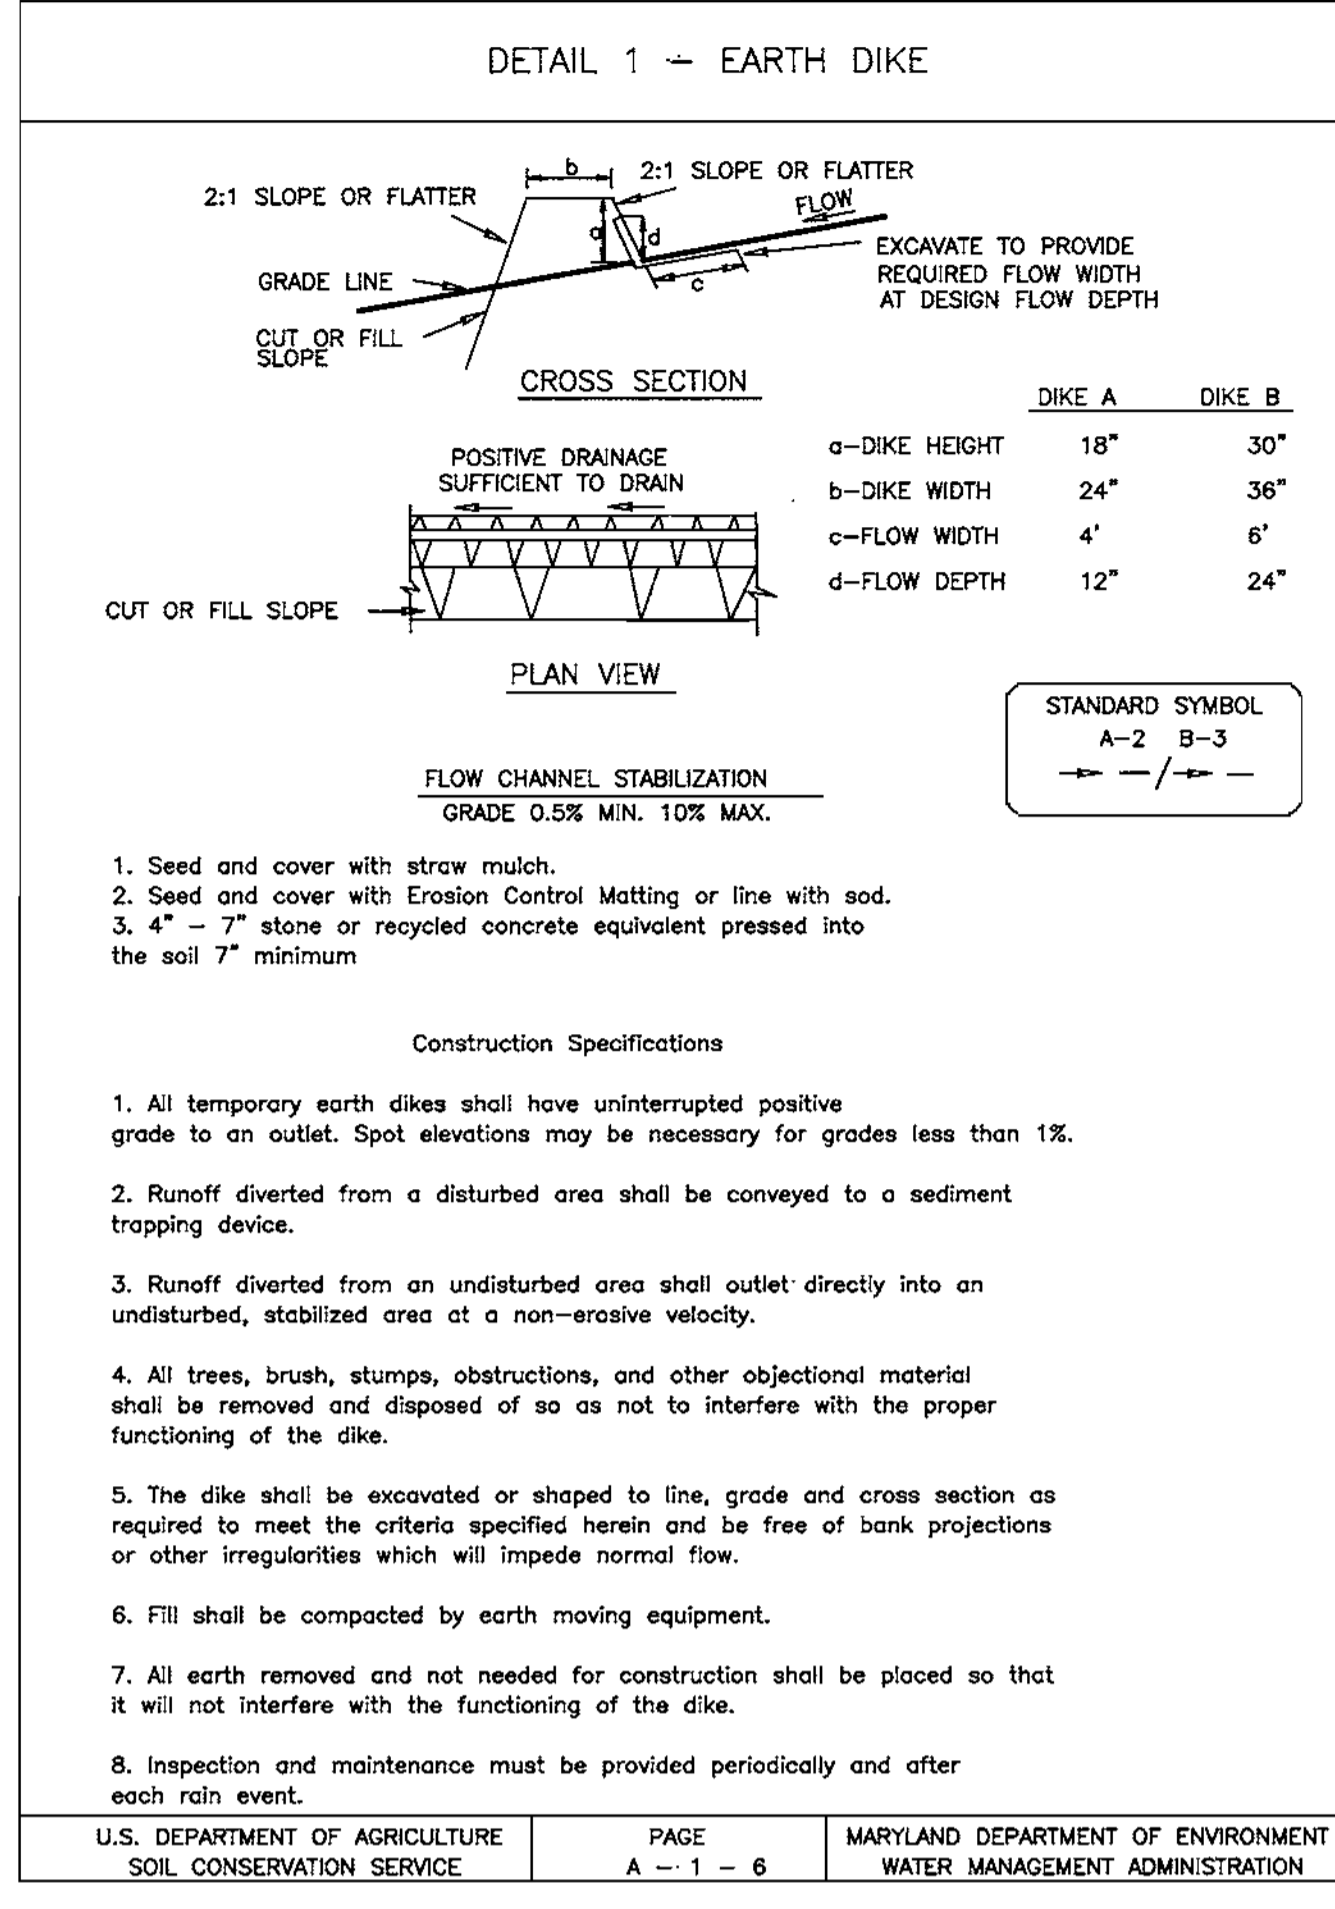 DETAIL 1 – EARTH DIKE
b
2:1 SLOPE OR FLATTER
2:1 SLOPE OR FLATTER
FLOW
a
d
EXCAVATE TO PROVIDE
REQUIRED FLOW WIDTH
AT DESIGN FLOW DEPTH
GRADE LINE
c
CUT OR FILL
SLOPE
CROSS SECTION
DIKE A DIKE B
a–DIKE HEIGHT 18" 30"
b–DIKE WIDTH 24" 36"
c–FLOW WIDTH 4' 6'
d–FLOW DEPTH 12" 24"
POSITIVE DRAINAGE
SUFFICIENT TO DRAIN
CUT OR FILL SLOPE
PLAN VIEW
STANDARD SYMBOL
A–2 B–3
FLOW CHANNEL STABILIZATION
GRADE 0.5% MIN. 10% MAX.
1. Seed and cover with straw mulch.
2. Seed and cover with Erosion Control Matting or line with sod.
3. 4" – 7" stone or recycled concrete equivalent pressed into
the soil 7" minimum
Construction Specifications
1. All temporary earth dikes shall have uninterrupted positive
grade to an outlet. Spot elevations may be necessary for grades less than 1%.
2. Runoff diverted from a disturbed area shall be conveyed to a sediment
trapping device.
3. Runoff diverted from an undisturbed area shall outlet directly into an
undisturbed, stabilized area at a non–erosive velocity.
4. All trees, brush, stumps, obstructions, and other objectional material
shall be removed and disposed of so as not to interfere with the proper
functioning of the dike.
5. The dike shall be excavated or shaped to line, grade and cross section as
required to meet the criteria specified herein and be free of bank projections
or other irregularities which will impede normal flow.
6. Fill shall be compacted by earth moving equipment.
7. All earth removed and not needed for construction shall be placed so that
it will not interfere with the functioning of the dike.
8. Inspection and maintenance must be provided periodically and after
each rain event.
U.S. DEPARTMENT OF AGRICULTURE
SOIL CONSERVATION SERVICE
PAGE
A – 1 – 6
MARYLAND DEPARTMENT OF ENVIRONMENT
WATER MANAGEMENT ADMINISTRATION